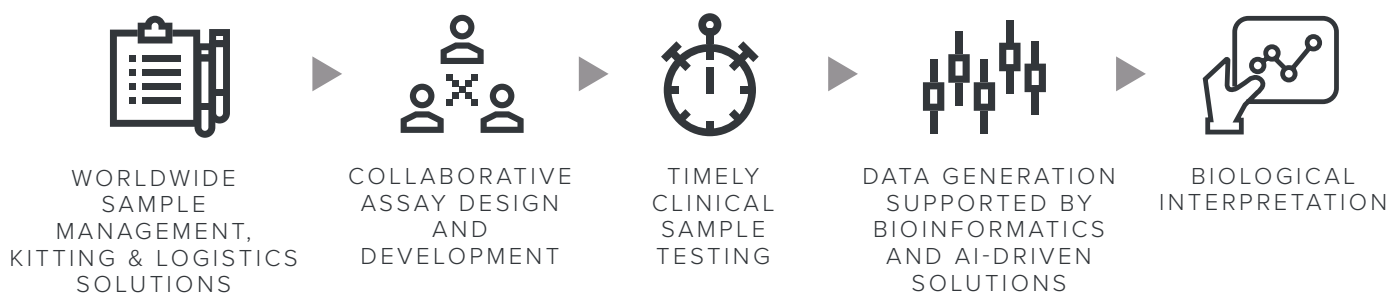 WORLDWIDE
SAMPLE
MANAGEMENT,
KITTING & LOGISTICS
SOLUTIONS
COLLABORATIVE
ASSAY DESIGN
AND
DEVELOPMENT
TIMELY
CLINICAL
SAMPLE
TESTING
DATA GENERATION
SUPPORTED BY
BIOINFORMATICS
AND AI-DRIVEN
SOLUTIONS
BIOLOGICAL
INTERPRETATION